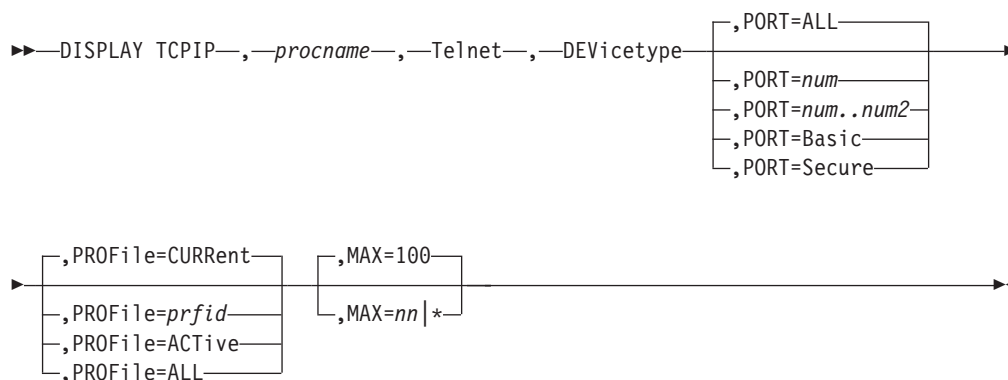 DISPLAY TCPIP , procname , Telnet , DEVicetype ,PORT=ALL
,PORT=num
,PORT=num..num2
,PORT=Basic
,PORT=Secure
,PROFile=CURRent ,MAX=100
,PROFile=prfid ,MAX=nn|*
,PROFile=ACTive
,PROFile=ALL